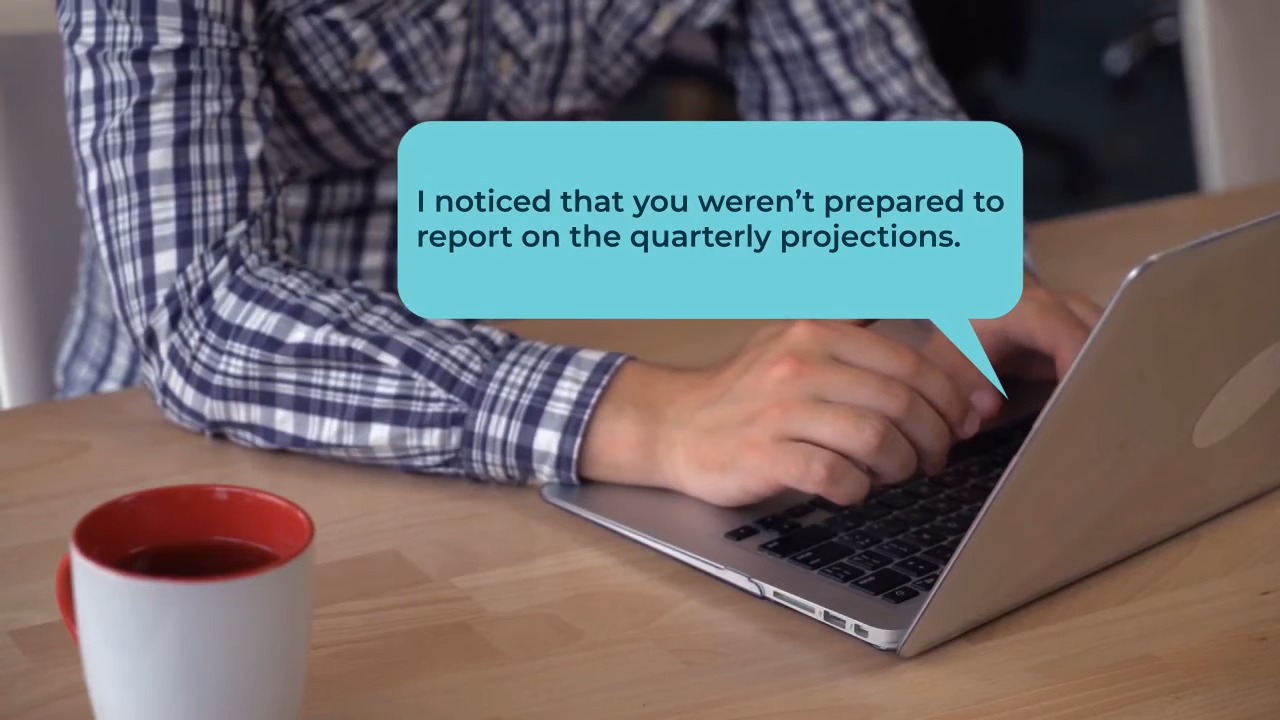 I noticed that you weren’t prepared to
report on the quarterly projections.